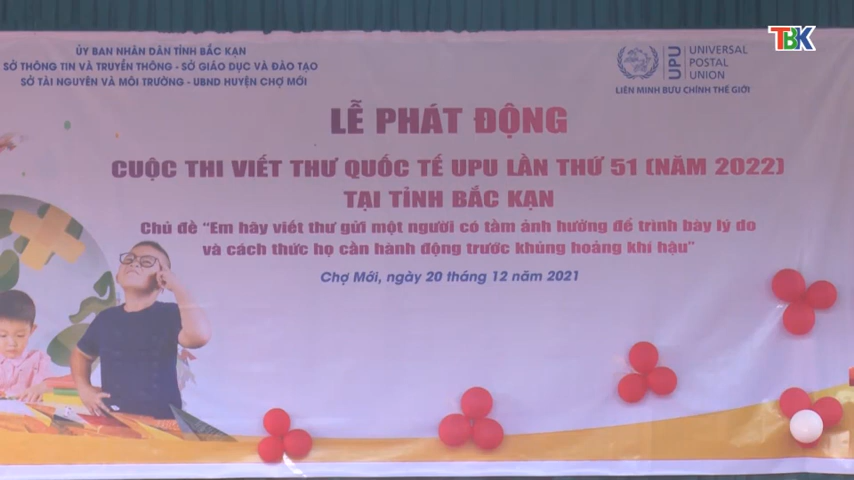 ỦY BAN NHÂN DÂN TỈNH BẮC KẠN
SỞ THÔNG TIN VÀ TRUYỀN THÔNG - SỞ GIÁO DỤC VÀ ĐÀO TẠO
SỞ TÀI NGUYÊN VÀ MÔI TRƯỜNG - UBND HUYỆN CHỢ MỚI
UPU
UNIVERSAL
POSTAL
UNION
LIÊN MINH BƯU CHÍNH THẾ GIỚI
TBK
LỄ PHÁT ĐỘNG
CUỘC THI VIẾT THƯ QUỐC TẾ UPU LẦN THỨ 51 (NĂM 2022)
TẠI TỈNH BẮC KẠN
Chủ đề "Em hãy viết thư gửi một người có tầm ảnh hưởng để trình bày lý do
và cách thức họ cần hành động trước khủng hoảng khí hậu"
Chợ Mới, ngày 20 tháng 12 năm 2021